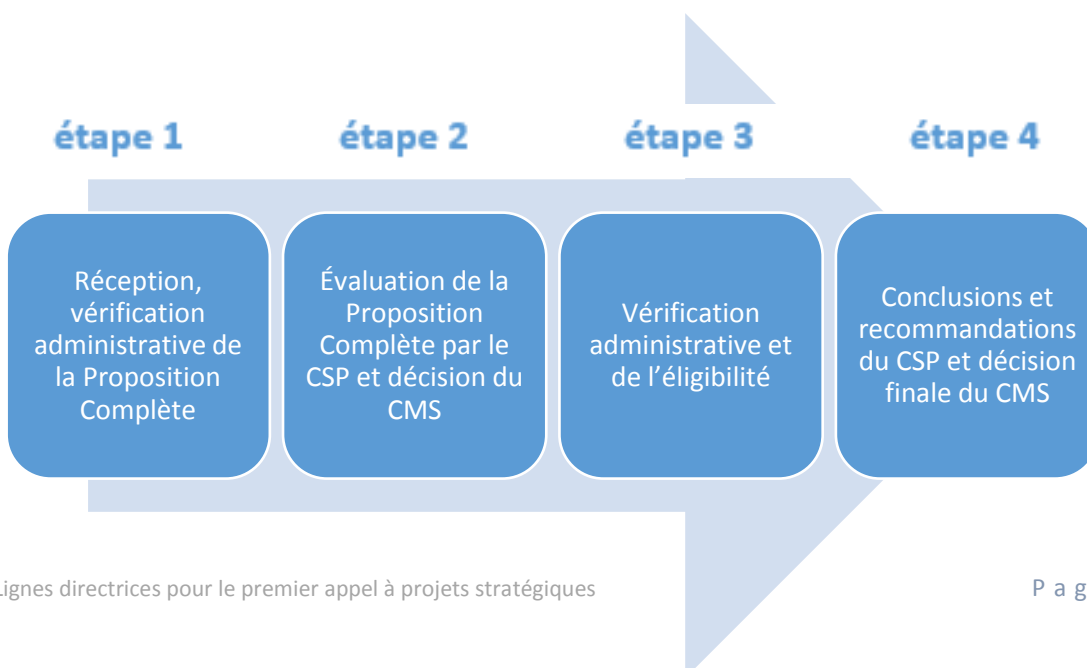 étape 1
étape 2
étape 3
étape 4
Réception,
vérification
administrative de
la Proposition
Complète
Évaluation de la
Proposition
Complète par le
CSP et décision du
CMS
Vérification
administrative et
de l’éligibilité
Conclusions et
recommandations
du CSP et décision
finale du CMS
Lignes directrices pour le premier appel à projets stratégiques
P a g